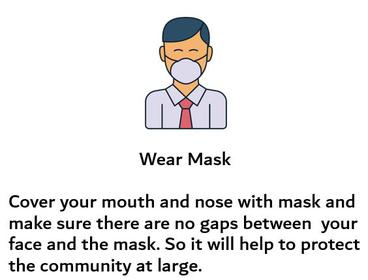 Wear Mask
Cover your mouth and nose with mask and
make sure there are no gaps between  your
face and the mask. So it will help to protect
the community at large.